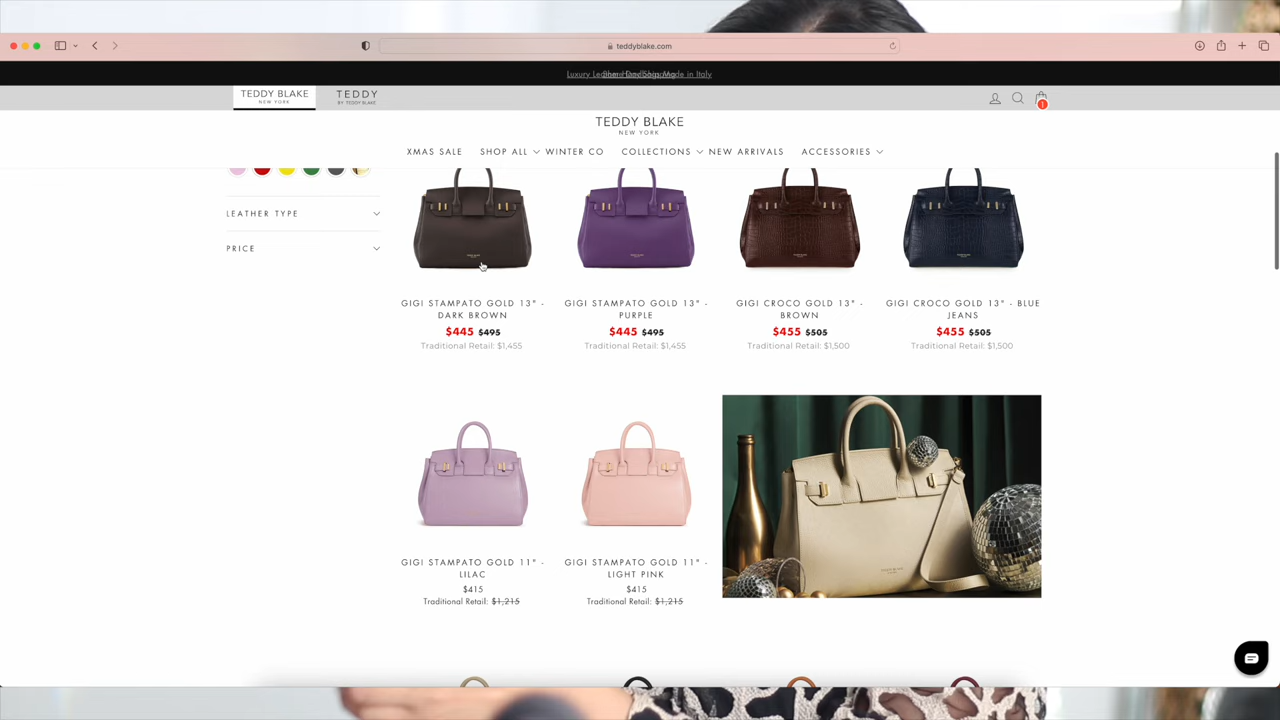 teddyblake.com
TEDDY BLAKE
NEW YORK
TEDDY
BY TEDDY BLAKE
1
TEDDY BLAKE
NEW YORK
XMAS SALE SHOP ALL WINTER CO COLLECTIONS NEW ARRIVALS ACCESSORIES
LEATHER TYPE
PRICE
GIGI STAMPATO GOLD 13" -
DARK BROWN
$445 $495
Traditional Retail: $1,455
GIGI STAMPATO GOLD 13" -
PURPLE
$445 $495
Traditional Retail: $1,455
GIGI CROCO GOLD 13" -
BROWN
$455 $505
Traditional Retail: $1,500
GIGI CROCO GOLD 13" - BLUE
JEANS
$455 $505
Traditional Retail: $1,500
GIGI STAMPATO GOLD 11" -
LILAC
$415
Traditional Retail: $1,215
GIGI STAMPATO GOLD 11" -
LIGHT PINK
$415
Traditional Retail: $1,215